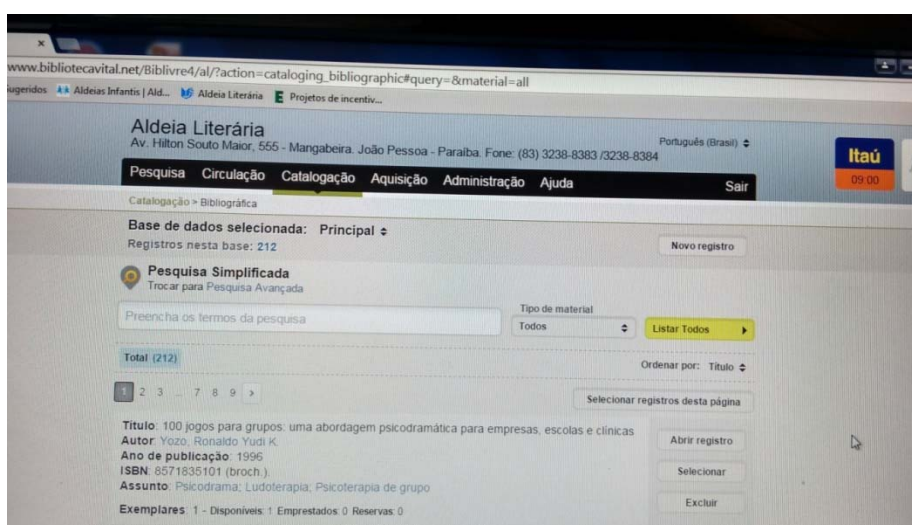 www.bibliotecavital.net/Biblivre4/al/?action=cataloging_bibliographic#query=&material=all
Sugeridos Aldeias Infantis | Ald... Aldeia Literária Projetos de incentiv...
Aldeia Literária
Av. Hilton Souto Maior, 555 - Mangabeira. João Pessoa - Paraíba. Fone: (83) 3238-8383 /3238-8384
Português (Brasil)
Itaú
09:00
Pesquisa Circulação Catalogação Aquisição Administração Ajuda Sair
Catalogação > Bibliográfica
Base de dados selecionada: Principal
Registros nesta base: 212
Novo registro
Pesquisa Simplificada
Trocar para Pesquisa Avançada
Tipo de material
Preencha os termos da pesquisa Todos Listar Todos
Total (212) Ordenar por: Título
1 2 3 ... 7 8 9 > Selecionar registros desta página
Título: 100 jogos para grupos: uma abordagem psicodramática para empresas, escolas e clínicas
Autor: Yozo, Ronaldo Yudi K.
Abrir registro
Ano de publicação: 1996
ISBN: 8571835101 (broch.).
Selecionar
Assunto: Psicodrama; Ludoterapia; Psicoterapia de grupo
Exemplares: 1 - Disponíveis: 1 Emprestados: 0 Reservas: 0
Excluir